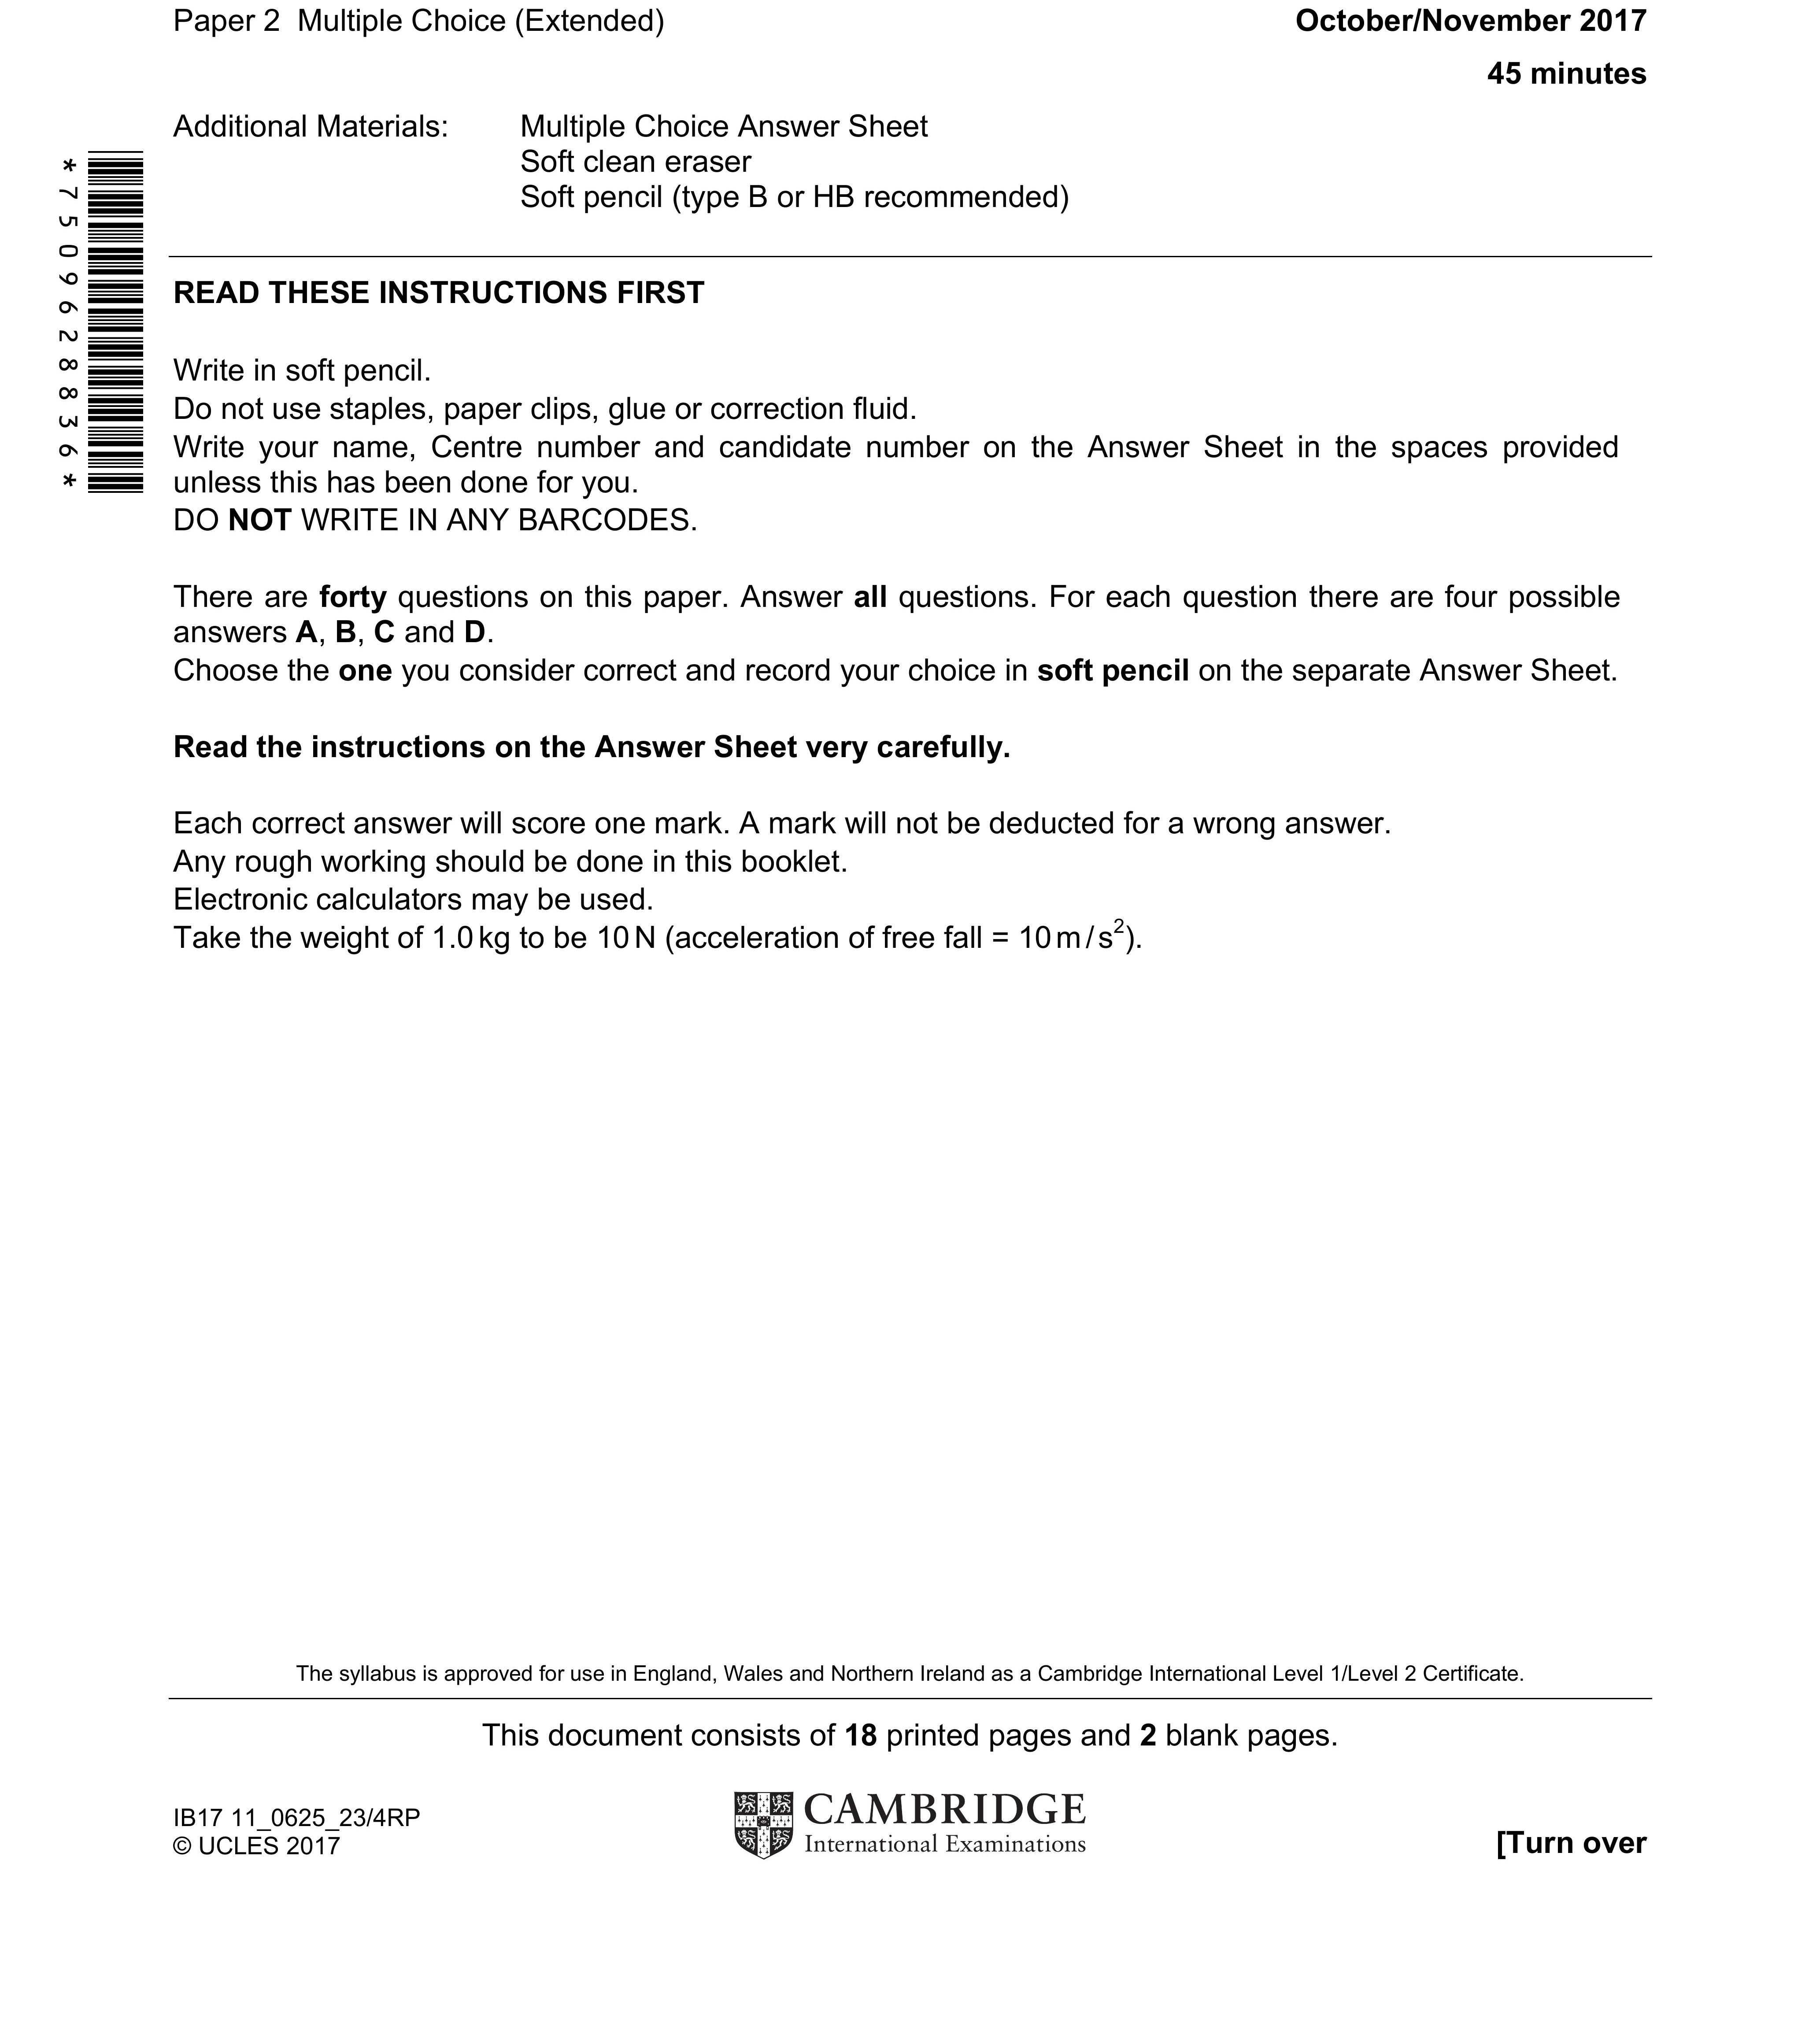 Paper 2  Multiple Choice (Extended)
October/November 2017
45 minutes
Additional Materials:
Multiple Choice Answer Sheet
Soft clean eraser
Soft pencil (type B or HB recommended)
*7509628836*
READ THESE INSTRUCTIONS FIRST
Write in soft pencil.
Do not use staples, paper clips, glue or correction fluid.
Write your name, Centre number and candidate number on the Answer Sheet in the spaces provided
unless this has been done for you.
DO NOT WRITE IN ANY BARCODES.
There are forty questions on this paper. Answer all questions. For each question there are four possible
answers A, B, C and D.
Choose the one you consider correct and record your choice in soft pencil on the separate Answer Sheet.
Read the instructions on the Answer Sheet very carefully.
Each correct answer will score one mark. A mark will not be deducted for a wrong answer.
Any rough working should be done in this booklet.
Electronic calculators may be used.
Take the weight of 1.0 kg to be 10 N (acceleration of free fall = 10 m / s²).
The syllabus is approved for use in England, Wales and Northern Ireland as a Cambridge International Level 1/Level 2 Certificate.
This document consists of 18 printed pages and 2 blank pages.
IB17 11_0625_23/4RP
© UCLES 2017
CAMBRIDGE
International Examinations
[Turn over